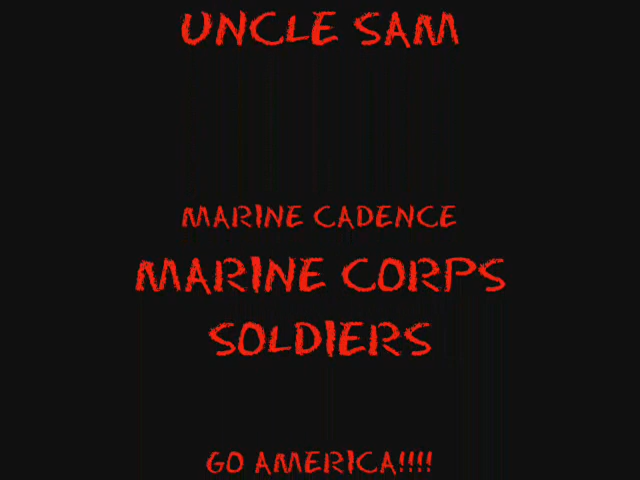 UNCLE SAM
MARINE CADENCE
MARINE CORPS
SOLDIERS
GO AMERICA!!!!